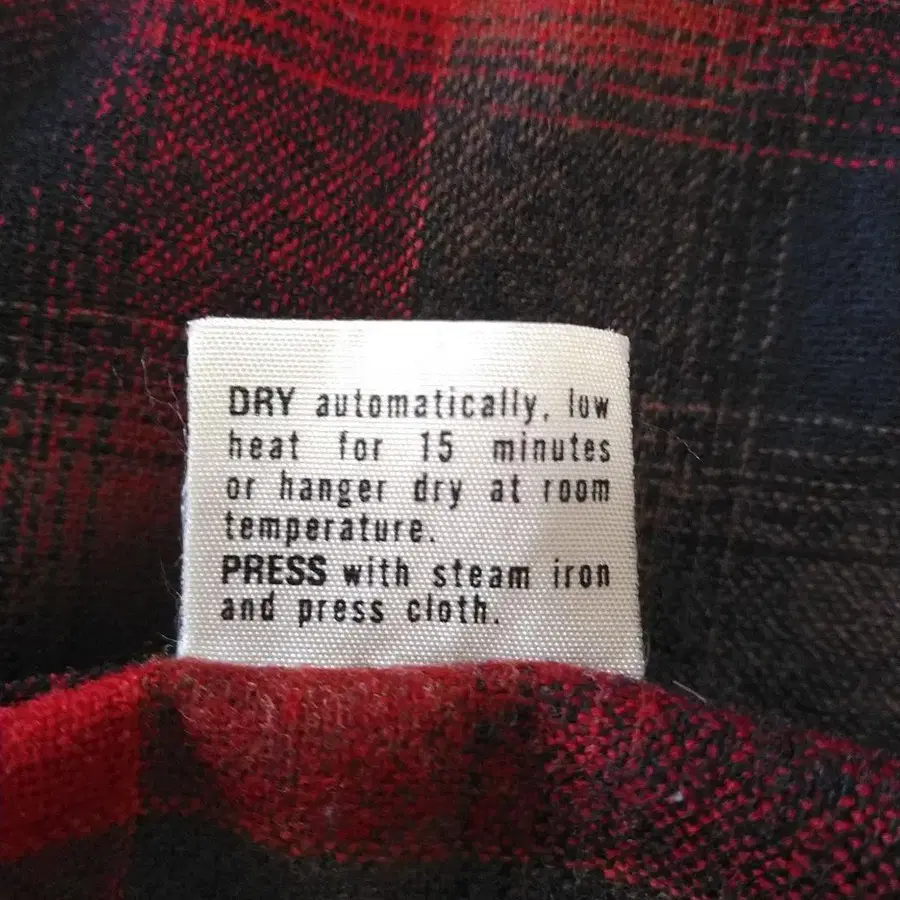 DRY automatically, low
heat for 15 minutes
or hanger dry at room
temperature.
PRESS with steam iron
and press cloth.